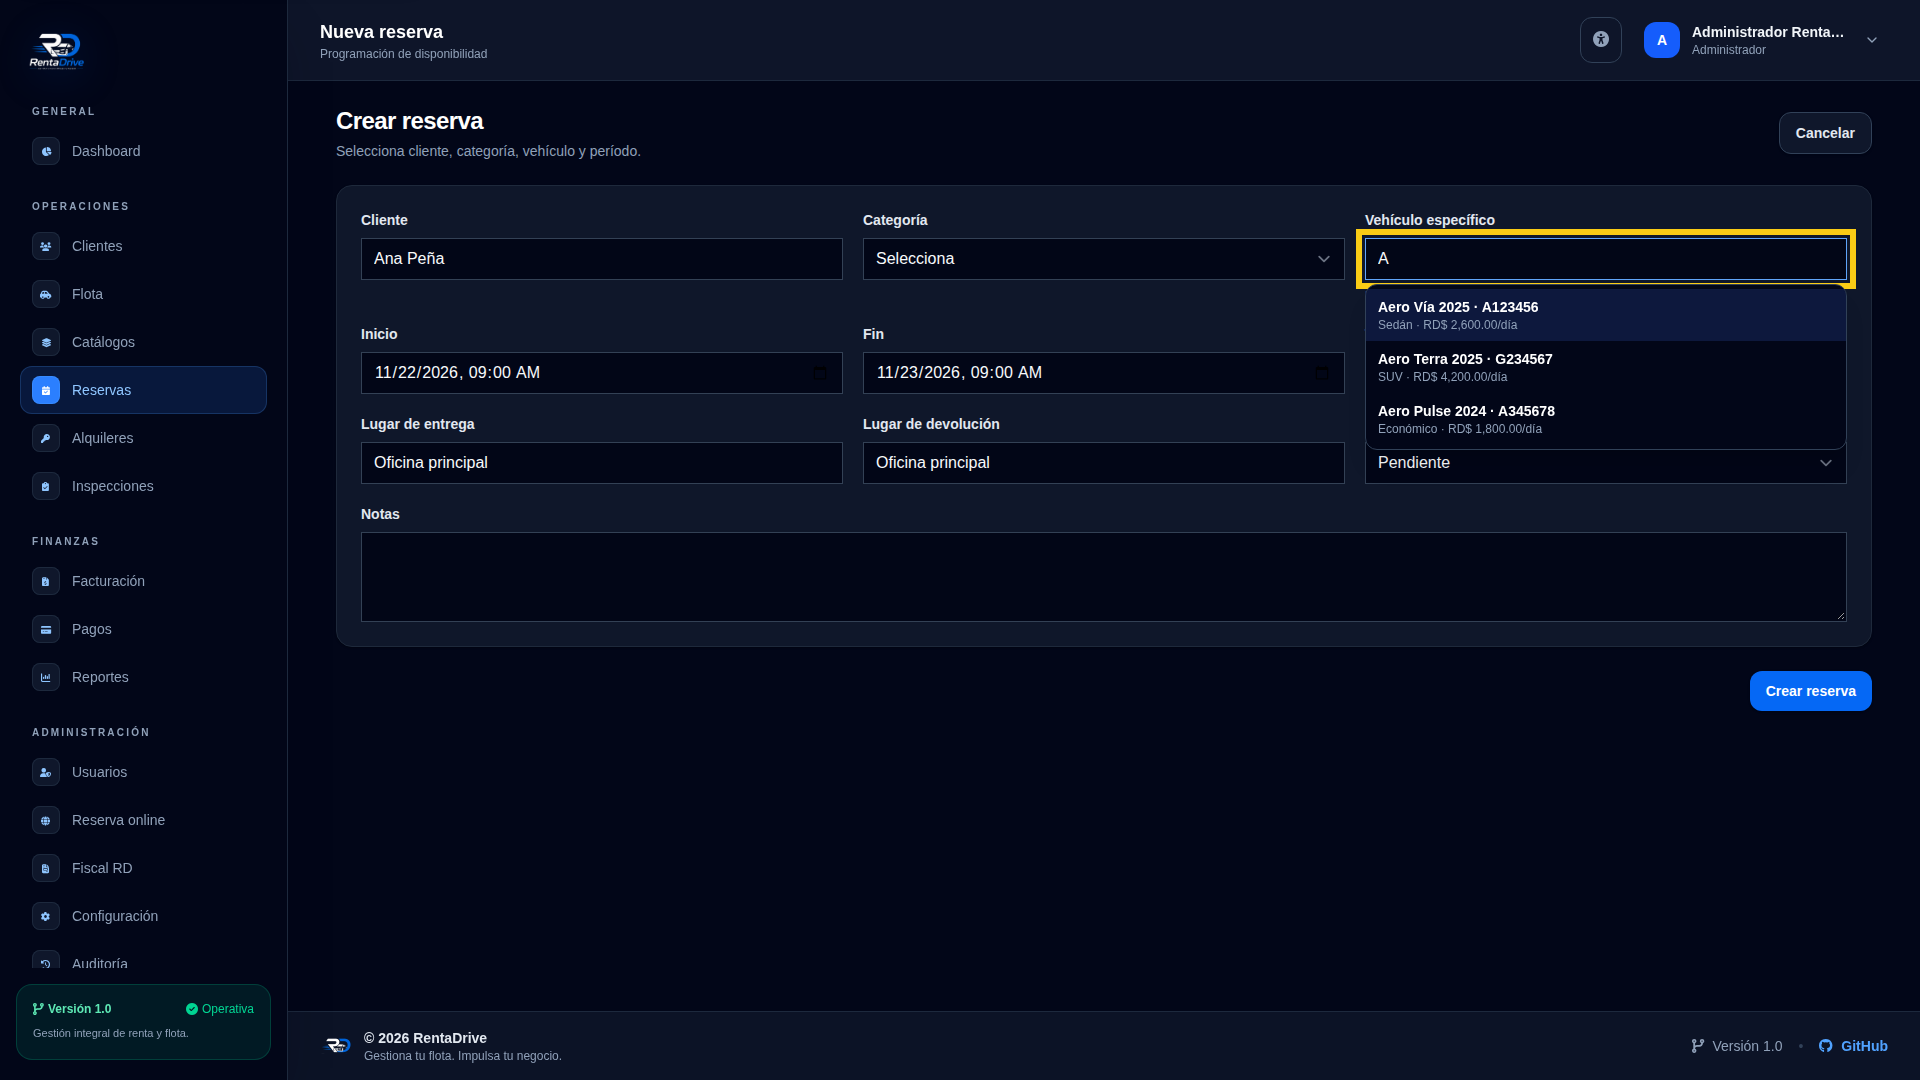 RentaDrive
GENERAL
Dashboard
OPERACIONES
Clientes
Flota
Catálogos
Reservas
Alquileres
Inspecciones
FINANZAS
Facturación
Pagos
Reportes
ADMINISTRACIÓN
Usuarios
Reserva online
Fiscal RD
Configuración
Auditoría
Versión 1.0
Operativa
Gestión integral de renta y flota.
Nueva reserva
Programación de disponibilidad
A
Administrador Renta...
Administrador
Crear reserva
Selecciona cliente, categoría, vehículo y período.
Cancelar
Cliente
Categoría
Vehículo específico
Ana Peña
Selecciona
A
Aero Vía 2025 · A123456
Sedán · RD$ 2,600.00/día
Aero Terra 2025 · G234567
SUV · RD$ 4,200.00/día
Aero Pulse 2024 · A345678
Económico · RD$ 1,800.00/día
Inicio
Fin
11/22/2026, 09:00 AM
11/23/2026, 09:00 AM
Lugar de entrega
Lugar de devolución
Oficina principal
Oficina principal
Pendiente
Notas
Crear reserva
© 2026 RentaDrive
Gestiona tu flota. Impulsa tu negocio.
Versión 1.0
•
GitHub